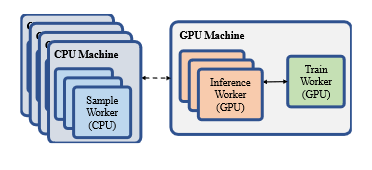 CPU Machine
Sample
Worker
(CPU)
GPU Machine
Inference
Worker
(GPU)
Train
Worker
(GPU)